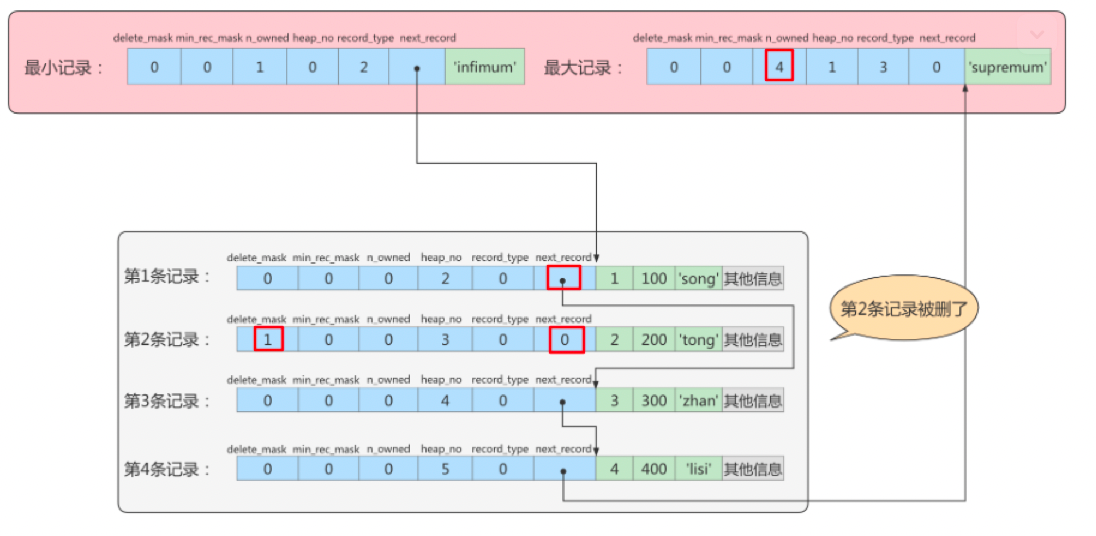 delete_mask min_rec_mask n_owned heap_no record_type next_record
最小记录： 0 0 1 0 2 'infimum'
delete_mask min_rec_mask n_owned heap_no record_type next_record
最大记录： 0 0 4 1 3 0 'supremum'
delete_mask min_rec_mask n_owned heap_no record_type next_record
第1条记录： 0 0 0 2 0 1 100 'song' 其他信息
delete_mask min_rec_mask n_owned heap_no record_type next_record
第2条记录： 1 0 0 3 0 0 2 200 'tong' 其他信息
第2条记录被删了
delete_mask min_rec_mask n_owned heap_no record_type next_record
第3条记录： 0 0 0 4 0 3 300 'zhan' 其他信息
delete_mask min_rec_mask n_owned heap_no record_type next_record
第4条记录： 0 0 0 5 0 4 400 'lisi' 其他信息